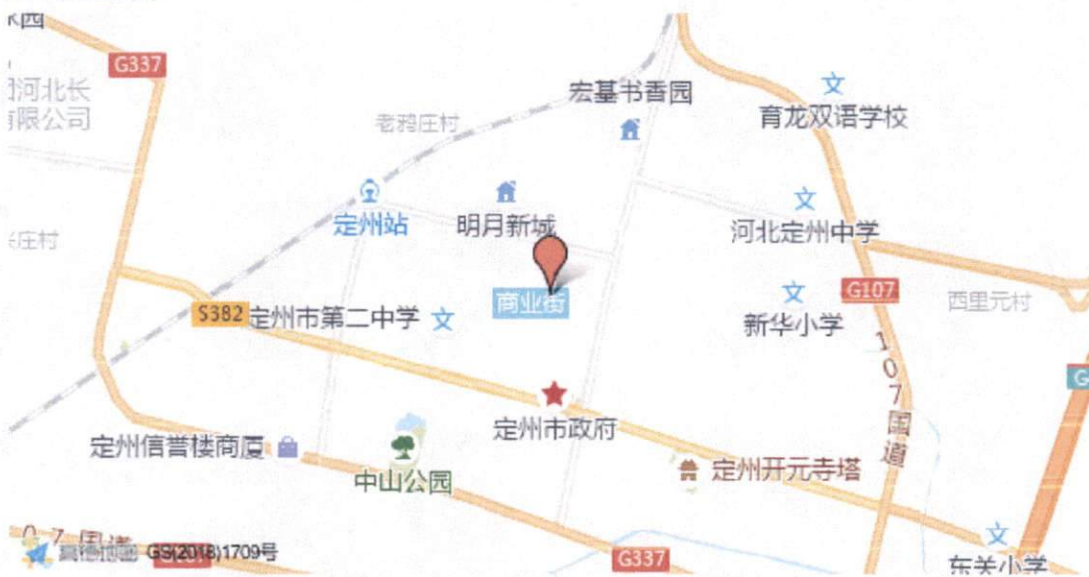 G337
河北长
有限公司
宏基书香园
老鸦庄村
育龙双语学校
定州站
明月新城
河北定州中学
庄村
商业街
G107
S382
定州市第二中学
新华小学
西里元村
107国道
定州市政府
定州信誉楼商厦
中山公园
定州开元寺塔
高德地图 GS(2018)1709号
G337
东关小学